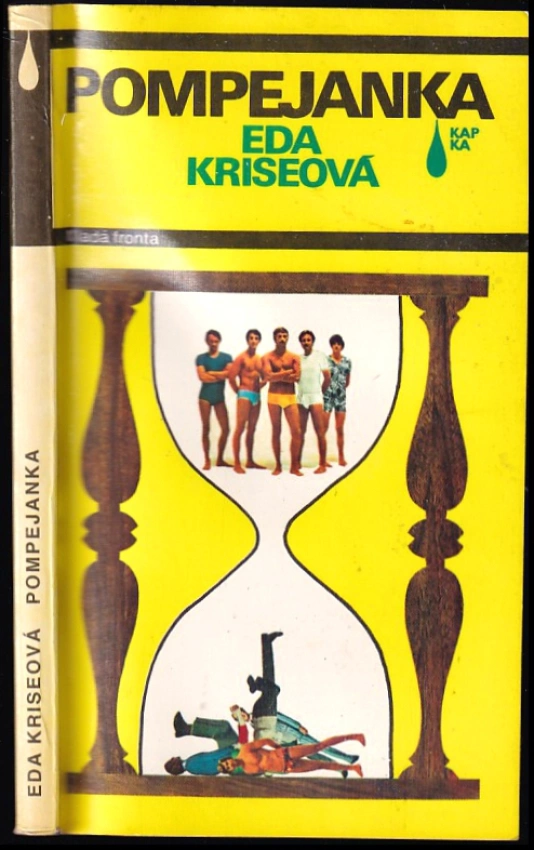 POMPEJANKA
EDA
KRISEOVÁ
KAP
KA
mladá fronta
EDA KRISEOVÁ POMPEJANKA